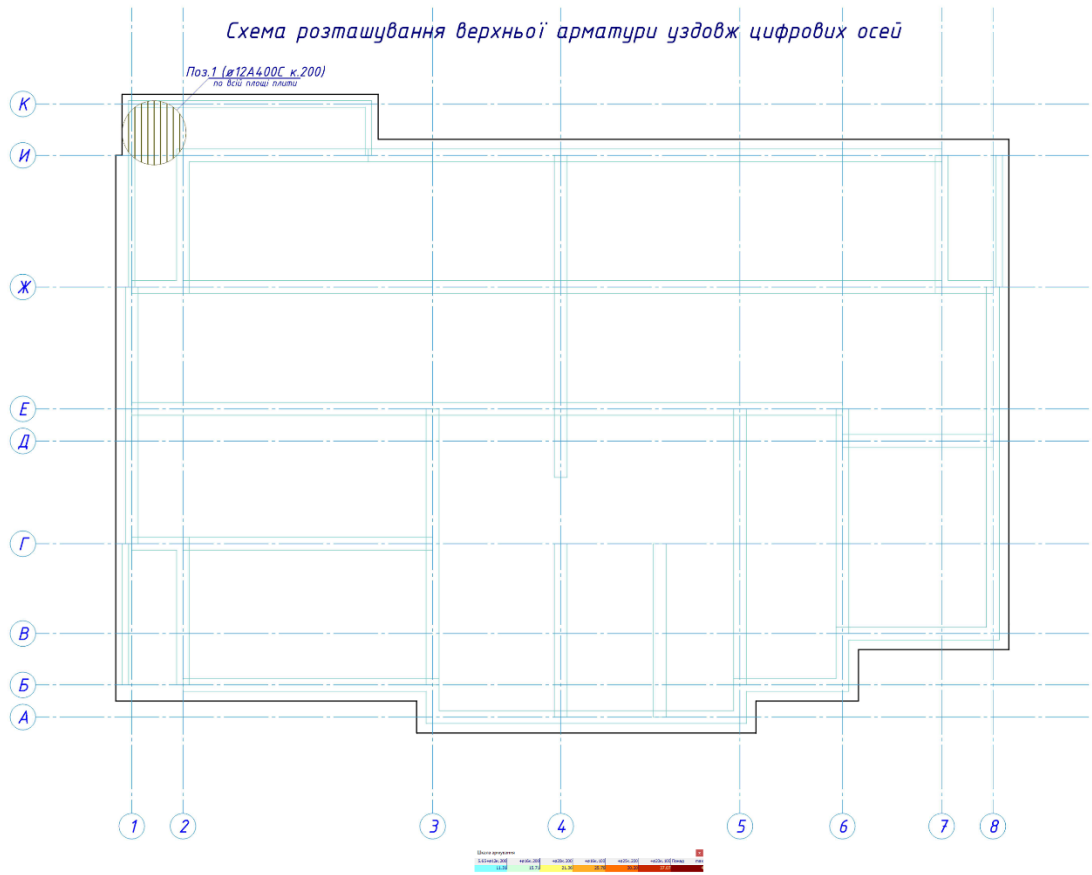 Схема розташування верхньої арматури уздовж цифрових осей
Поз.1 (ø12А400С к.200)
по всій площі плити
К
И
Ж
Е
Д
Г
В
Б
А
1 2 3 4 5 6 7 8